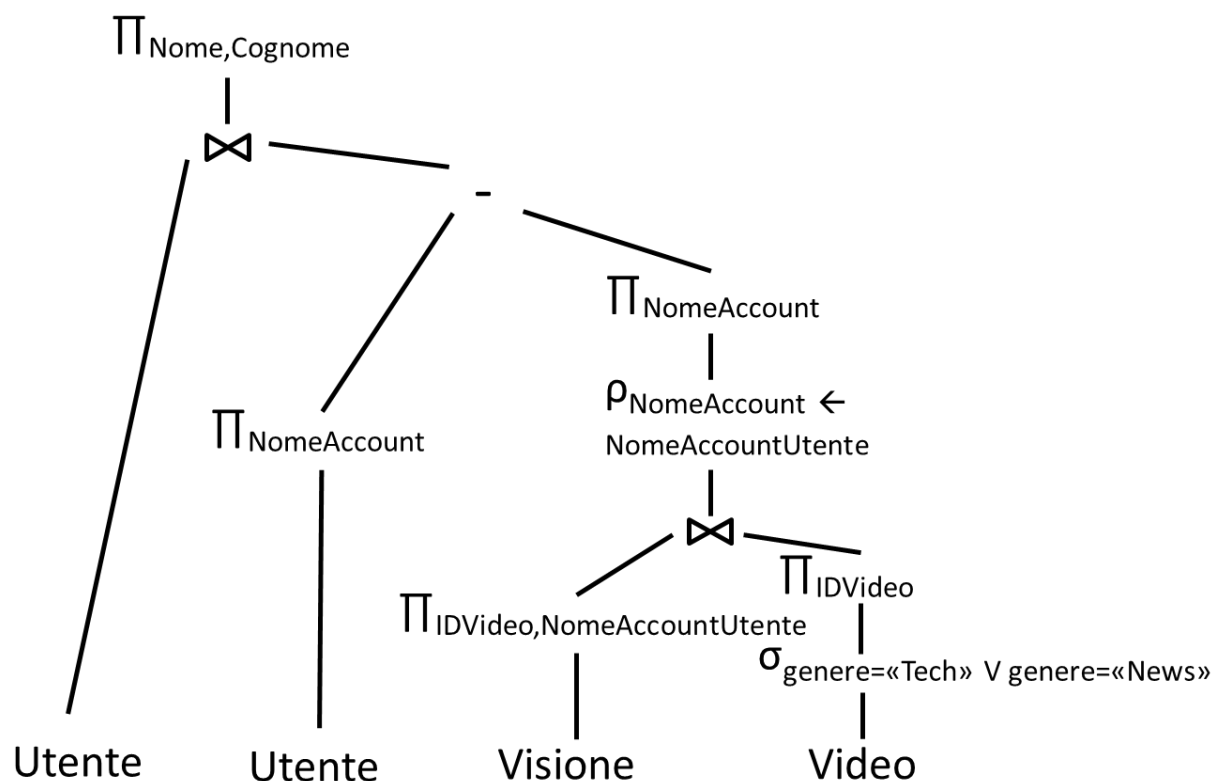 ∏Nome,Cognome
⋈
-
∏NomeAccount
ρNomeAccount ←
NomeAccountUtente
∏NomeAccount
⋈
∏IDVideo
∏IDVideo,NomeAccountUtente
σgenere=«Tech» V genere=«News»
Utente Utente Visione Video